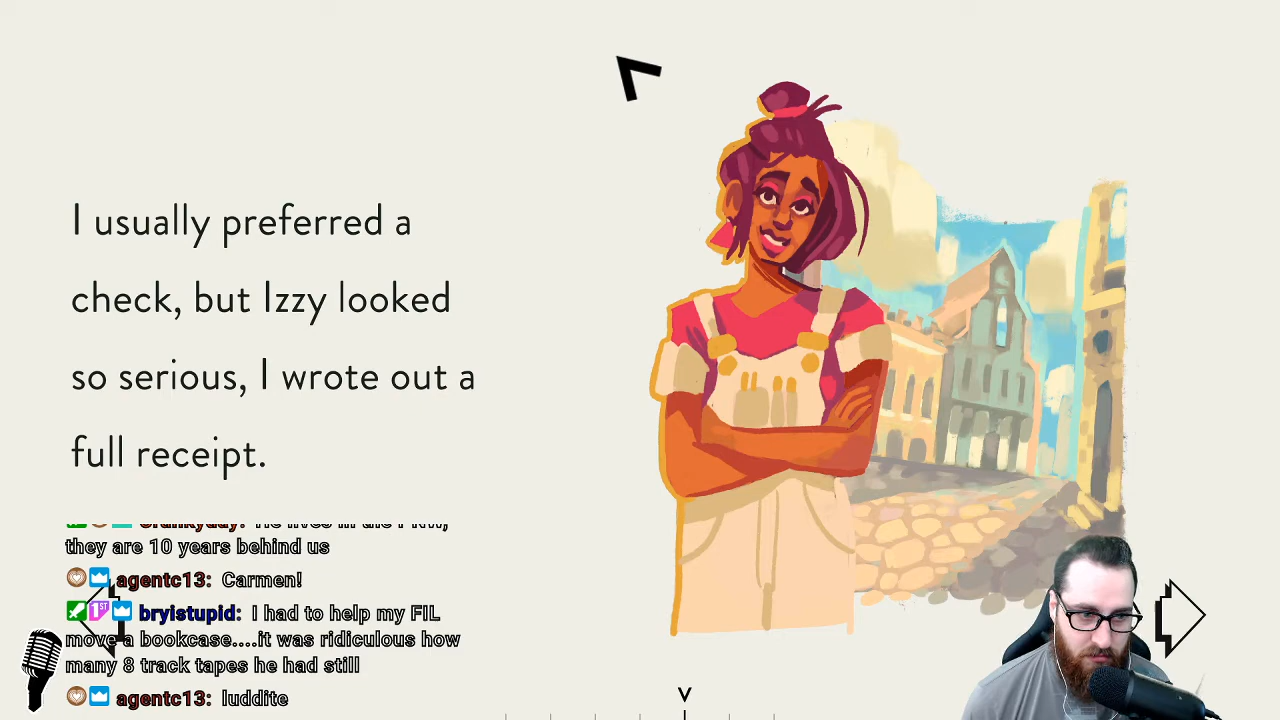 I usually preferred a
check, but Izzy looked
so serious, I wrote out a
full receipt.
they are 10 years behind us
agentc13: Carmen!
1ST bryistupid: I had to help my FIL
move a bookcase....it was ridiculous how
many 8 track tapes he had still
agentc13: luddite